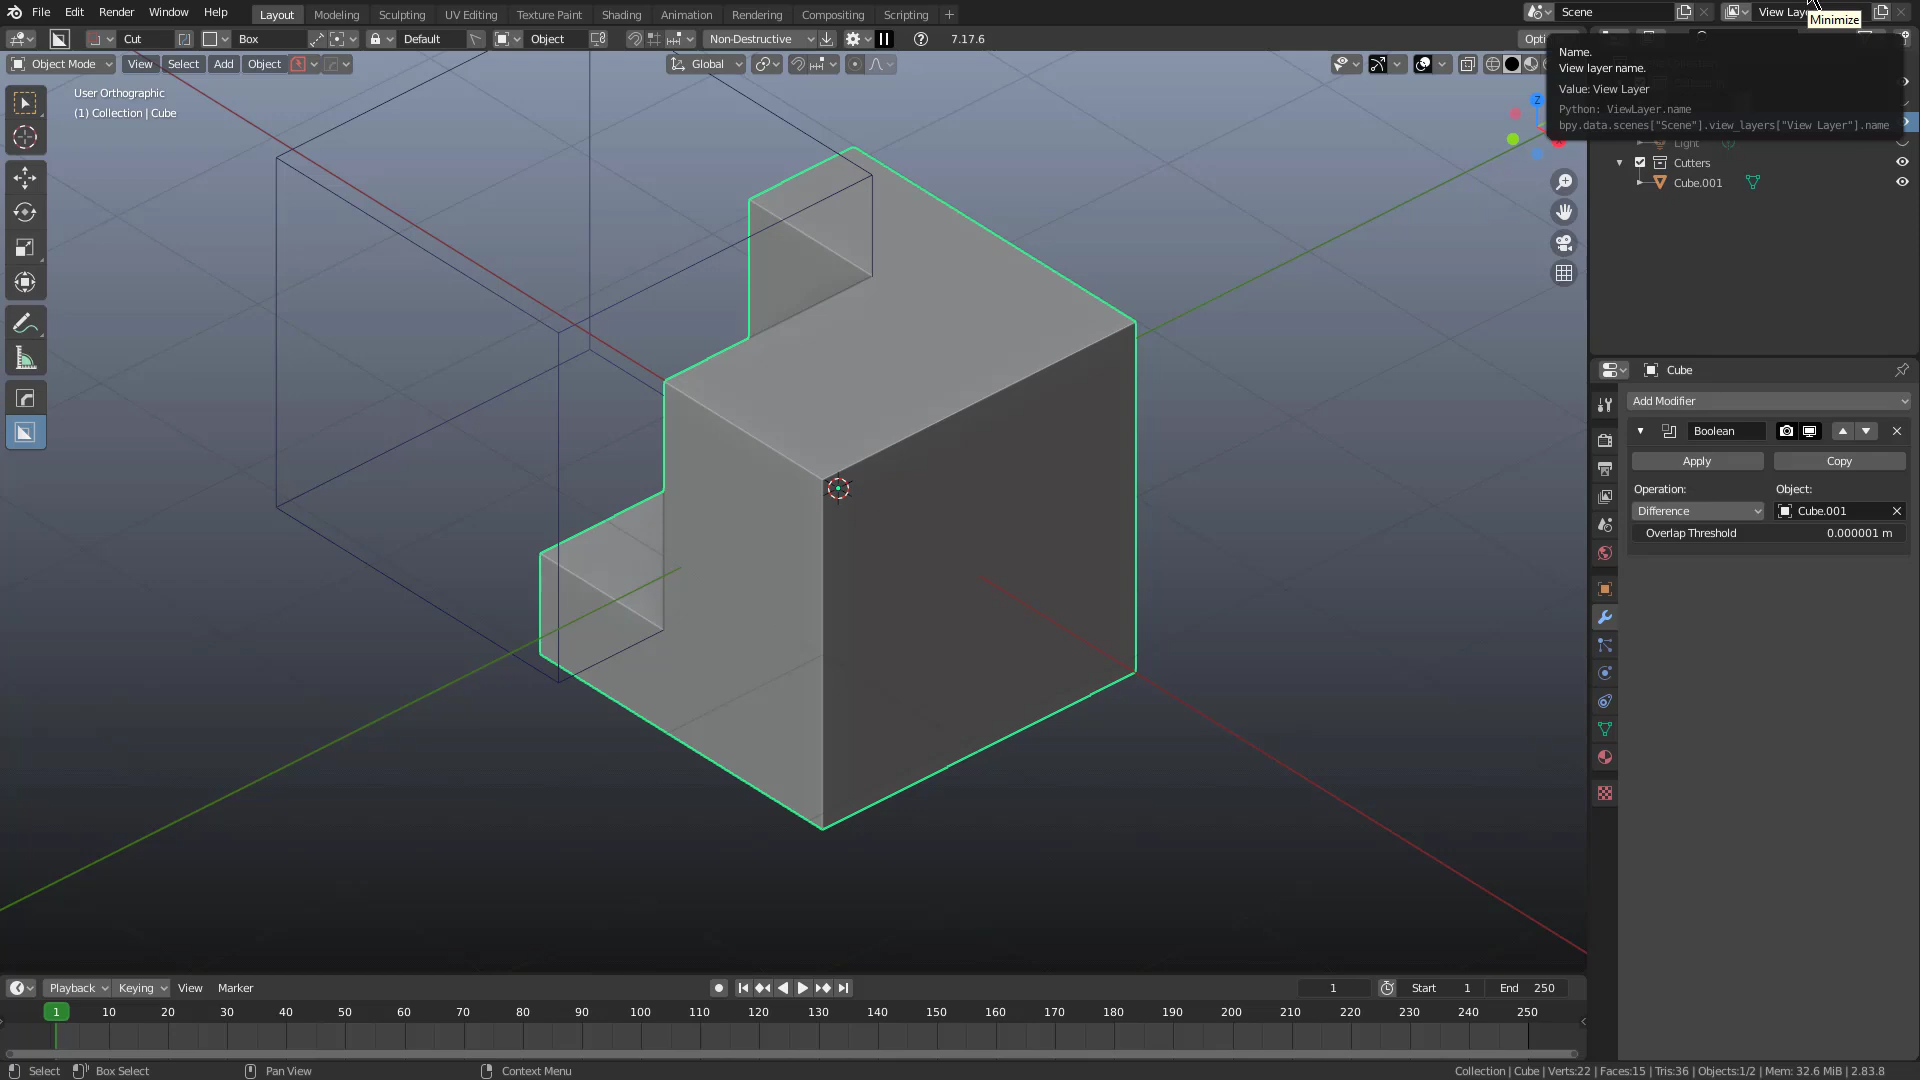 File Edit Render Window Help Layout Modeling Sculpting UV Editing Texture Paint Shading Animation Rendering Compositing Scripting + Scene View Lay
Minimize
Cut Box Default Object Non-Destructive 7.17.6 Opti
Object Mode View Select Add Object Global
User Orthographic
(1) Collection | Cube
Name.
View layer name.
Value: View Layer
Python: ViewLayer.name
bpy.data.scenes["Scene"].view_layers["View Layer"].name
Z
Light
Cutters
Cube.001
Cube
Add Modifier
Boolean
Apply Copy
Operation: Object:
Difference Cube.001
Overlap Threshold 0.000001 m
Playback Keying View Marker 1 Start 1 End 250
1 10 20 30 40 50 60 70 80 90 100 110 120 130 140 150 160 170 180 190 200 210 220 230 240 250
Select Box Select Pan View Context Menu Collection | Cube | Verts:22 | Faces:15 | Tris:36 | Objects:1/2 | Mem: 32.6 MiB | 2.83.8